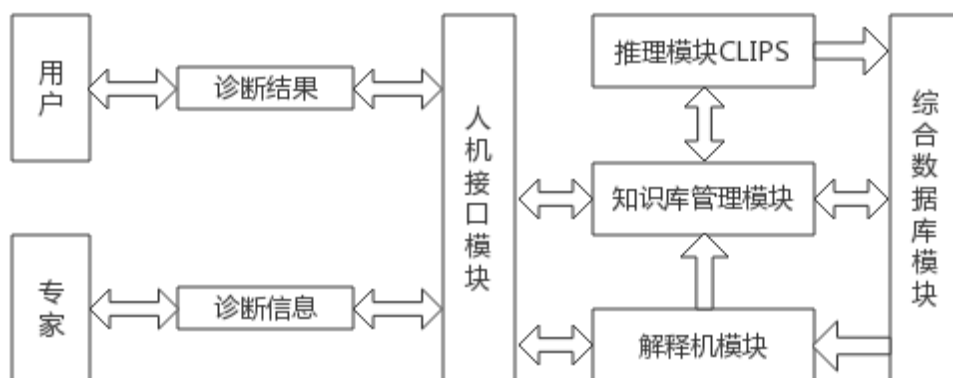 用户
诊断结果
专家
诊断信息
人机接口模块
推理模块CLIPS
知识库管理模块
解释机模块
综合数据库模块